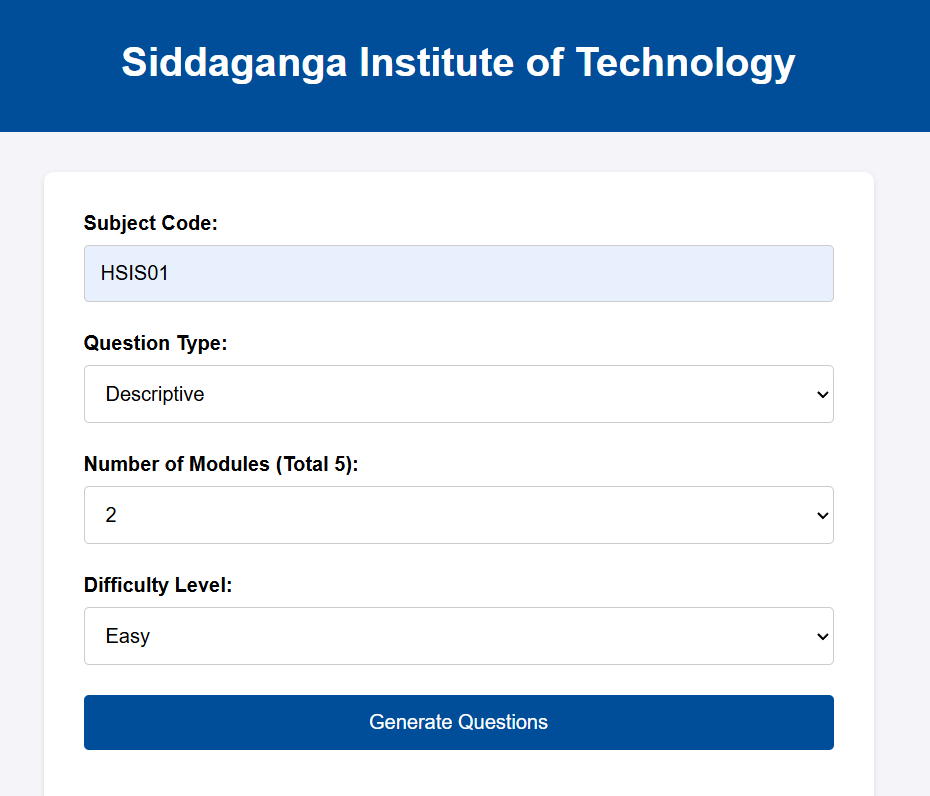 Siddaganga Institute of Technology
Subject Code:
HSIS01
Question Type:
Descriptive
Number of Modules (Total 5):
2
Difficulty Level:
Easy
Generate Questions